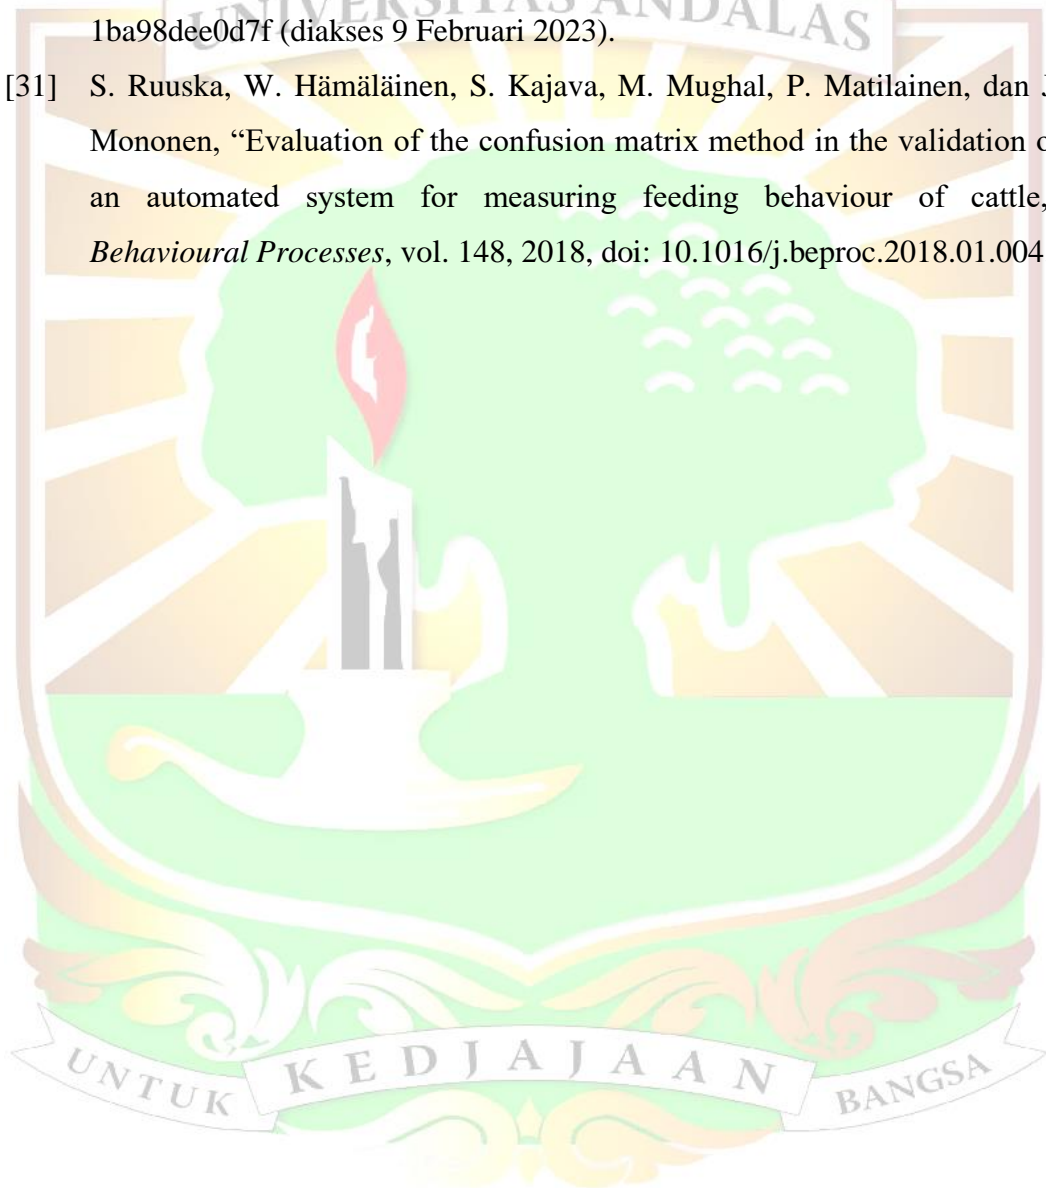 UNIVERSITAS ANDALAS
1ba98dee0d7f (diakses 9 Februari 2023).
[31] S. Ruuska, W. Hämäläinen, S. Kajava, M. Mughal, P. Matilainen, dan J
Mononen, “Evaluation of the confusion matrix method in the validation o
an automated system for measuring feeding behaviour of cattle,
Behavioural Processes, vol. 148, 2018, doi: 10.1016/j.beproc.2018.01.004
UNTUK KEDJAJAAN BANGSA